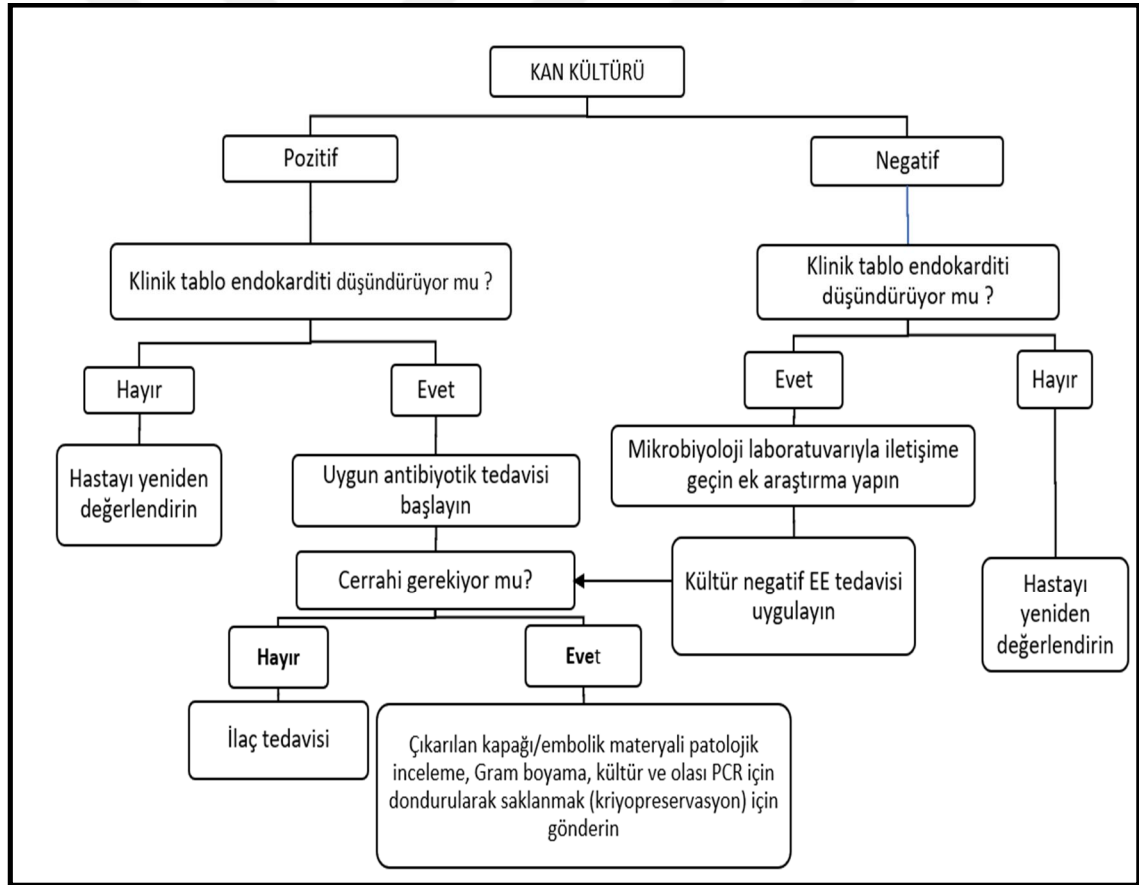 KAN KÜLTÜRÜ
Pozitif
Negatif
Klinik tablo endokarditi düşündürüyor mu ?
Klinik tablo endokarditi
düşündürüyor mu ?
Hayır
Evet
Evet
Hayır
Hastayı yeniden
değerlendirin
Uygun antibiyotik tedavisi
başlayın
Mikrobiyoloji laboratuvarıyla iletişime
geçin ek araştırma yapın
Cerrahi gerekiyor mu?
Kültür negatif EE tedavisi
uygulayın
Hastayı
yeniden
değerlendirin
Hayır
Evet
İlaç tedavisi
Çıkarılan kapağı/embolik materyali patolojik
inceleme, Gram boyama, kültür ve olası PCR için
dondurularak saklanmak (kriyopreservasyon) için
gönderin